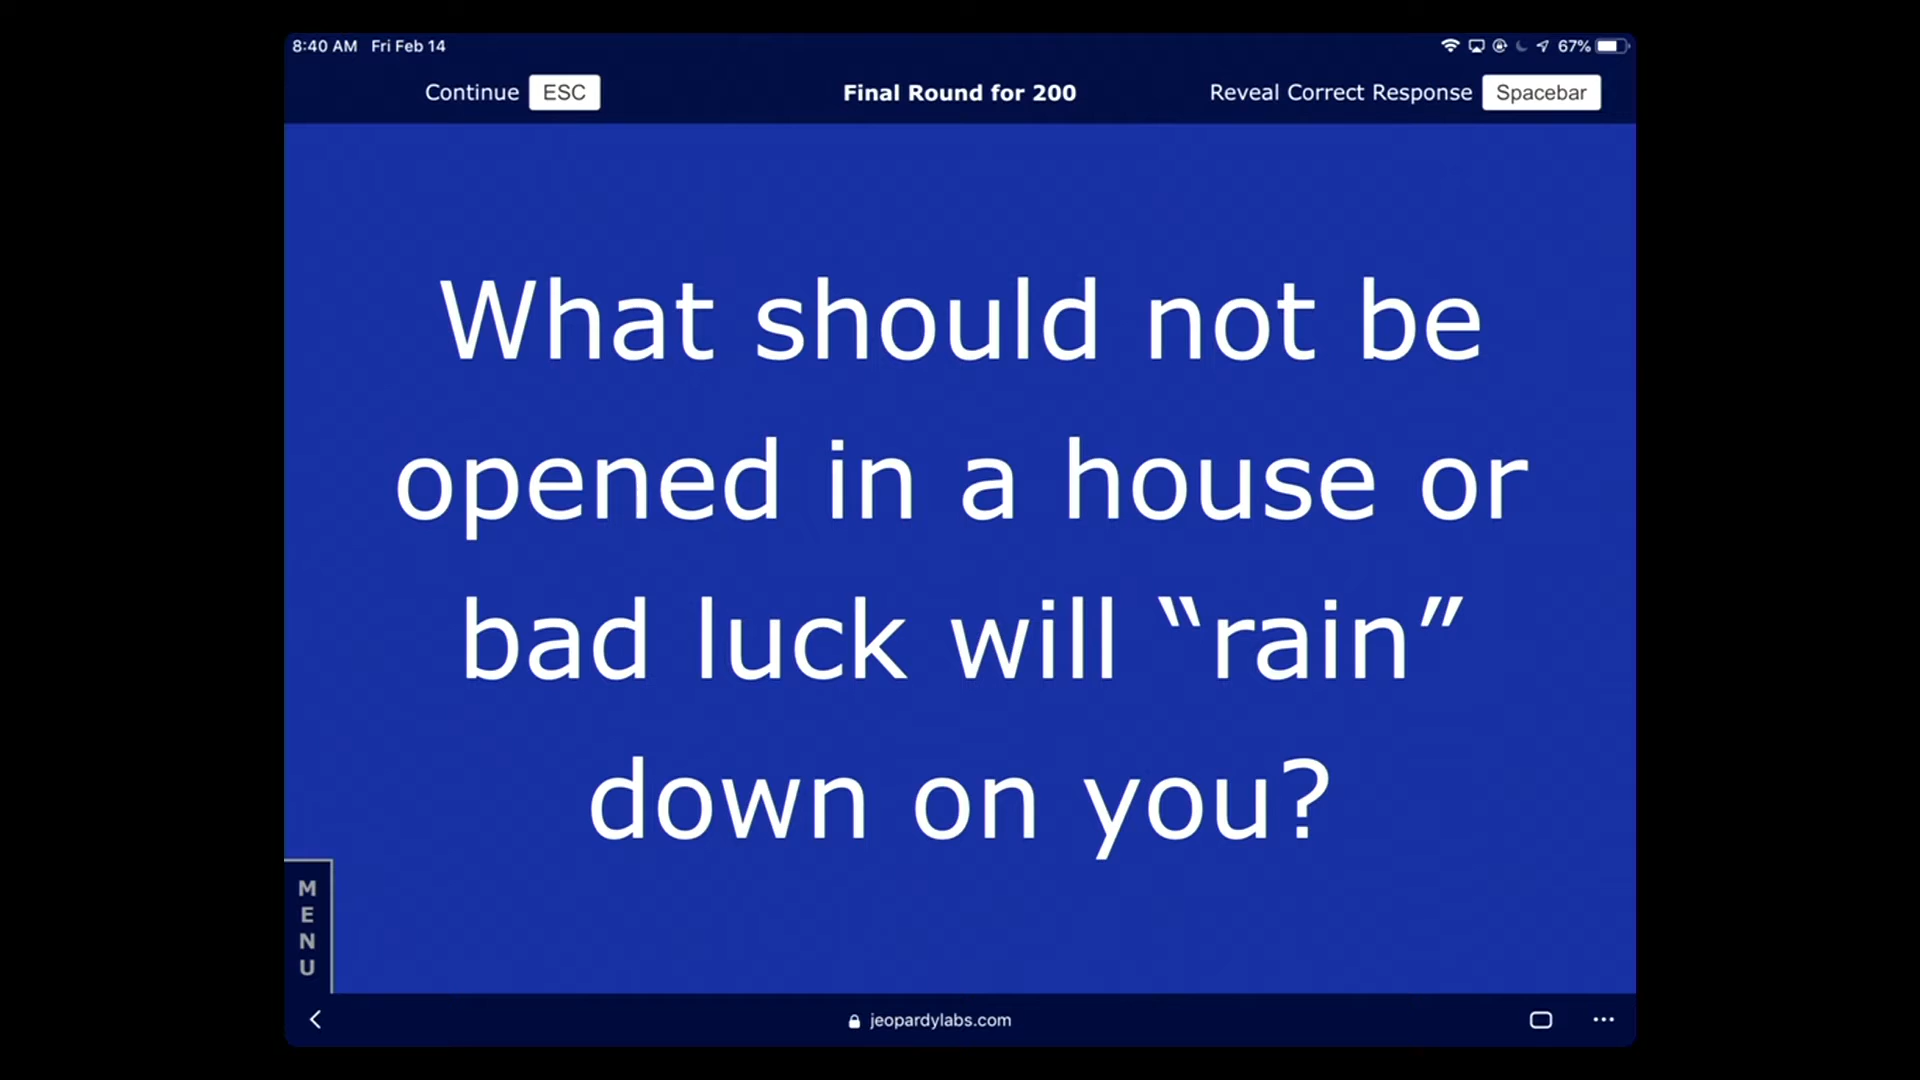 8:40 AM Fri Feb 14 67%
Continue ESC Final Round for 200 Reveal Correct Response Spacebar
What should not be
opened in a house or
bad luck will “rain”
down on you?
MENU
jeopardylabs.com